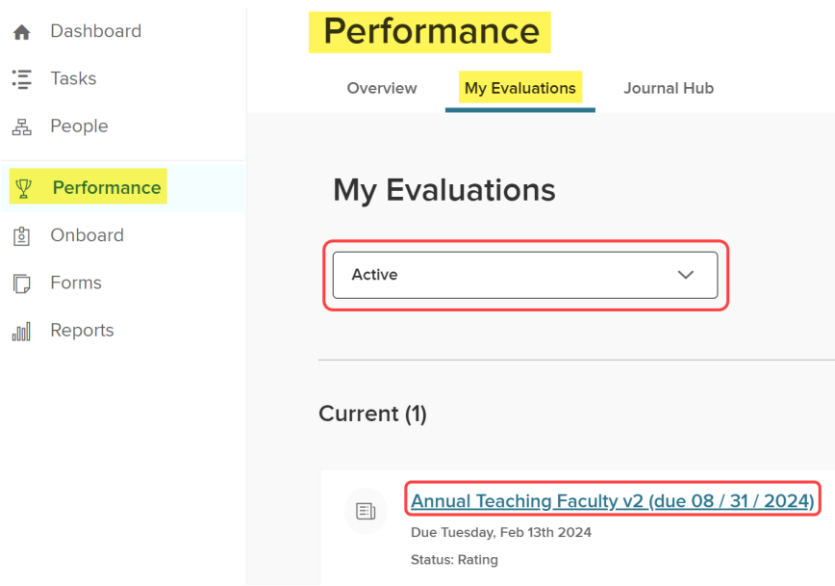 Dashboard
Tasks
People
Performance
Onboard
Forms
Reports
Performance
Overview
My Evaluations
Journal Hub
My Evaluations
Active
Current (1)
Annual Teaching Faculty v2 (due 08 / 31 / 2024)
Due Tuesday, Feb 13th 2024
Status: Rating